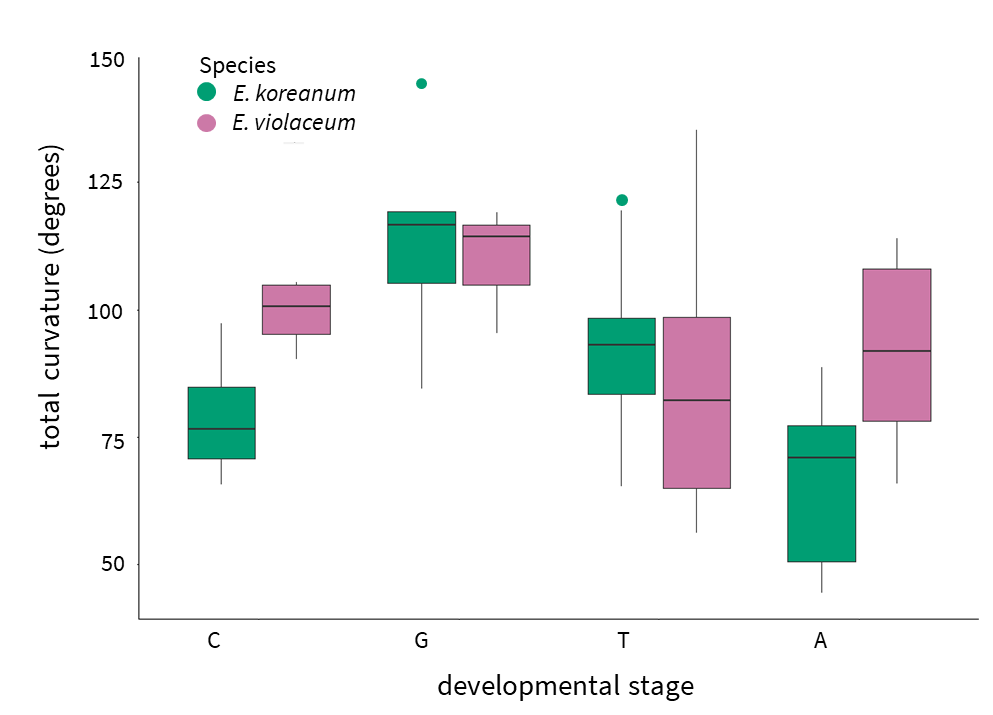 150
Species
E. koreanum
E. violaceum
125
100
75
50
total curvature (degrees)
C G T A
developmental stage